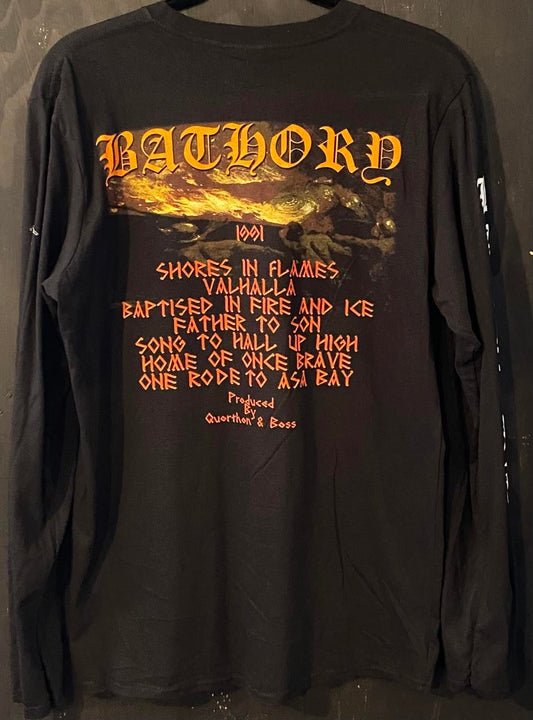 BATHORY
1991
SHORES IN FLAMES
VALHALLA
BAPTISED IN FIRE AND ICE
FATHER TO SON
SONG TO HALL UP HIGH
HOME OF ONCE BRAVE
ONE RODE TO ASA BAY
Produced
By
Quorthon & Boss